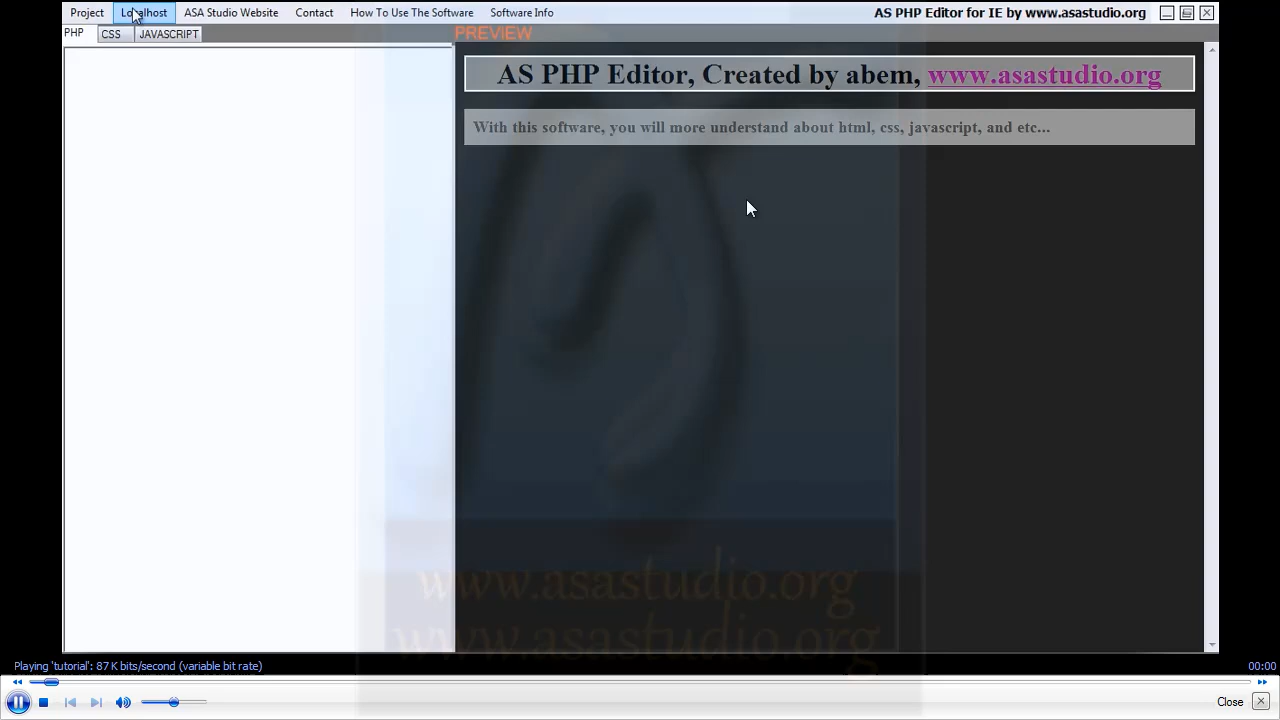 Project Localhost ASA Studio Website Contact How To Use The Software Software Info AS PHP Editor for IE by www.asastudio.org
PHP CSS JAVASCRIPT PREVIEW
AS PHP Editor, Created by abem, www.asastudio.org
With this software, you will more understand about html, css, javascript, and etc...
www.asastudio.org
www.asastudio.org
Playing 'tutorial': 87 K bits/second (variable bit rate) 00:00
Close